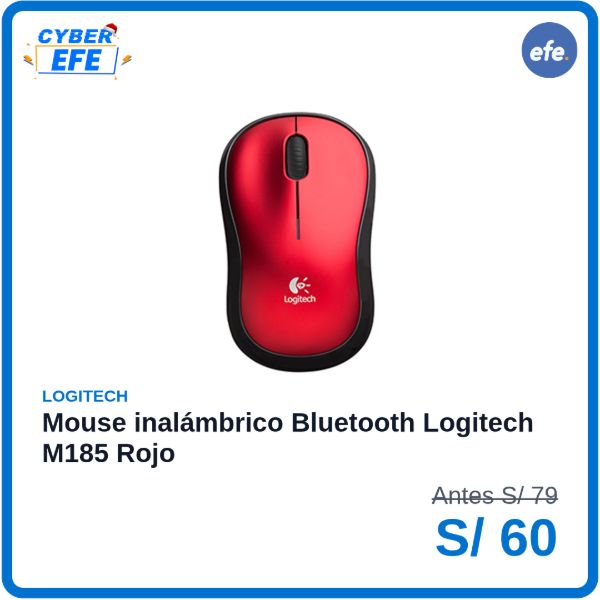 CYBER
EFE
efe.
Logitech
LOGITECH
Mouse inalámbrico Bluetooth Logitech
M185 Rojo
Antes S/ 79
S/ 60